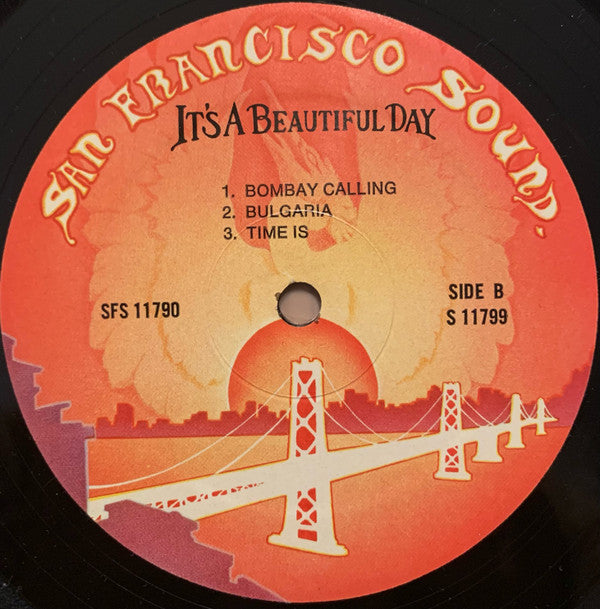 SAN FRANCISCO SOUND.
IT'S A BEAUTIFUL DAY
1. BOMBAY CALLING
2. BULGARIA
3. TIME IS
SFS 11790
SIDE B
S 11799